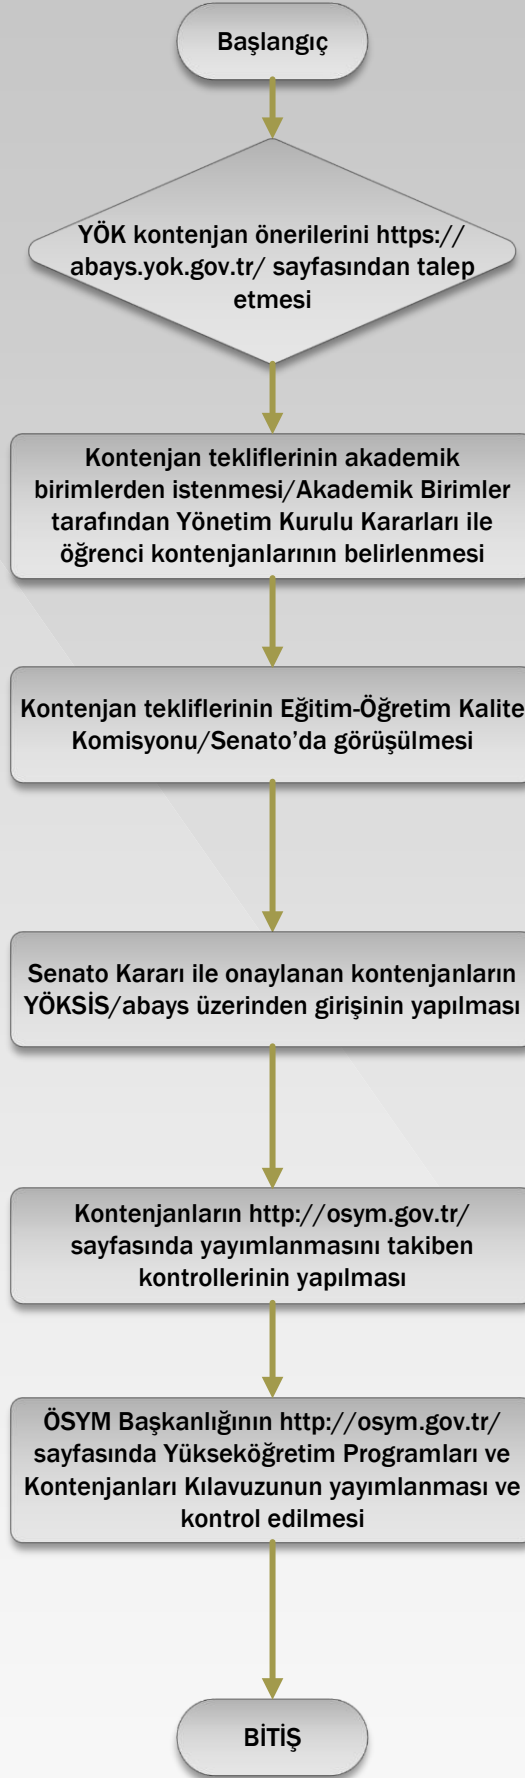 Başlangıç
YÖK kontenjan önerilerini https://
abays.yok.gov.tr/ sayfasından talep
etmesi
Kontenjan tekliflerinin akademik
birimlerden istenmesi/Akademik Birimler
tarafından Yönetim Kurulu Kararları ile
öğrenci kontenjanlarının belirlenmesi
Kontenjan tekliflerinin Eğitim-Öğretim Kalite
Komisyonu/Senato’da görüşülmesi
Senato Kararı ile onaylanan kontenjanların
YÖKSİS/abays üzerinden girişinin yapılması
Kontenjanların http://osym.gov.tr/
sayfasında yayımlanmasını takiben
kontrollerinin yapılması
ÖSYM Başkanlığının http://osym.gov.tr/
sayfasında Yükseköğretim Programları ve
Kontenjanları Kılavuzunun yayımlanması ve
kontrol edilmesi
BİTİŞ